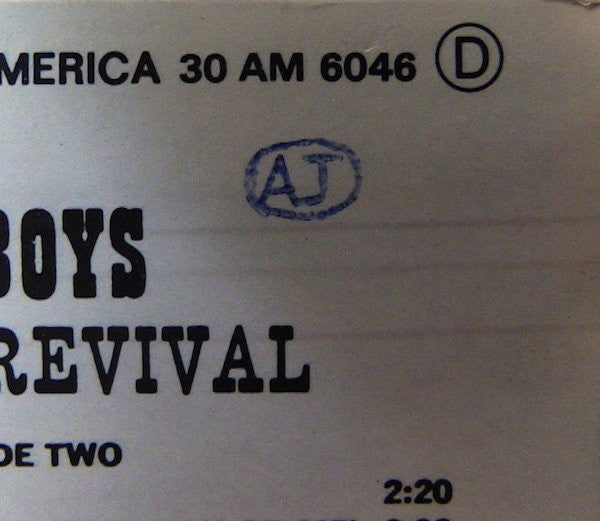 MERICA 30 AM 6046 D
AJ
BOYS
REVIVAL
DE TWO
2:20